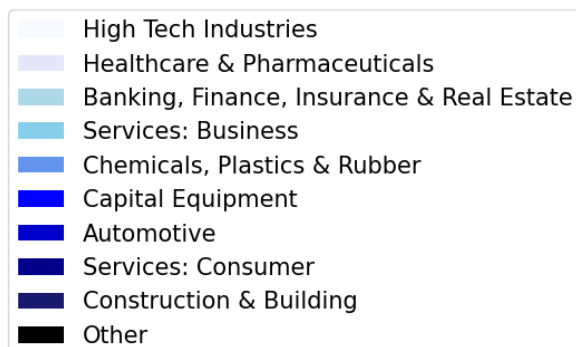 High Tech Industries
Healthcare & Pharmaceuticals
Banking, Finance, Insurance & Real Estate
Services: Business
Chemicals, Plastics & Rubber
Capital Equipment
Automotive
Services: Consumer
Construction & Building
Other